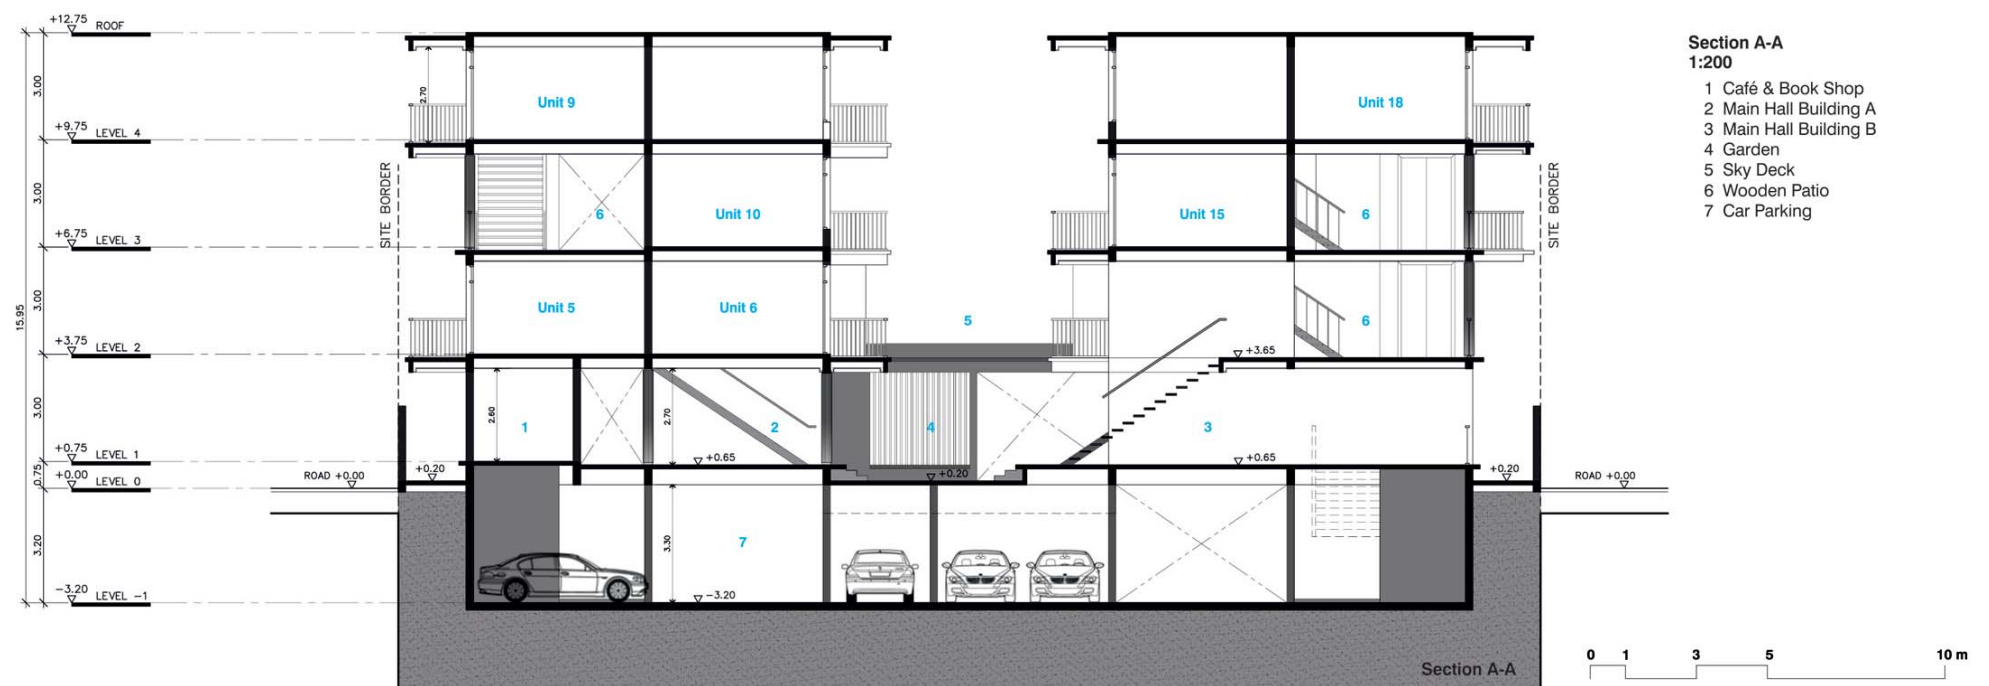 +12.75 ROOF
Section A-A
1:200
1 Café & Book Shop
2 Main Hall Building A
3 Main Hall Building B
4 Garden
5 Sky Deck
6 Wooden Patio
7 Car Parking
3.00
2.70
Unit 9
Unit 18
+9.75 LEVEL 4
SITE BORDER
SITE BORDER
3.00
6
Unit 10
Unit 15
6
+6.75 LEVEL 3
15.95
3.00
Unit 5
Unit 6
5
6
+3.75 LEVEL 2
+3.65
3.00
2.60
2.70
1
2
4
3
+0.75 LEVEL 1
+0.65
+0.65
0.75
+0.00 LEVEL 0
ROAD +0.00
+0.20
+0.20
+0.20
ROAD +0.00
3.20
3.30
7
-3.20 LEVEL -1
-3.20
0 1 3 5 10 m
Section A-A